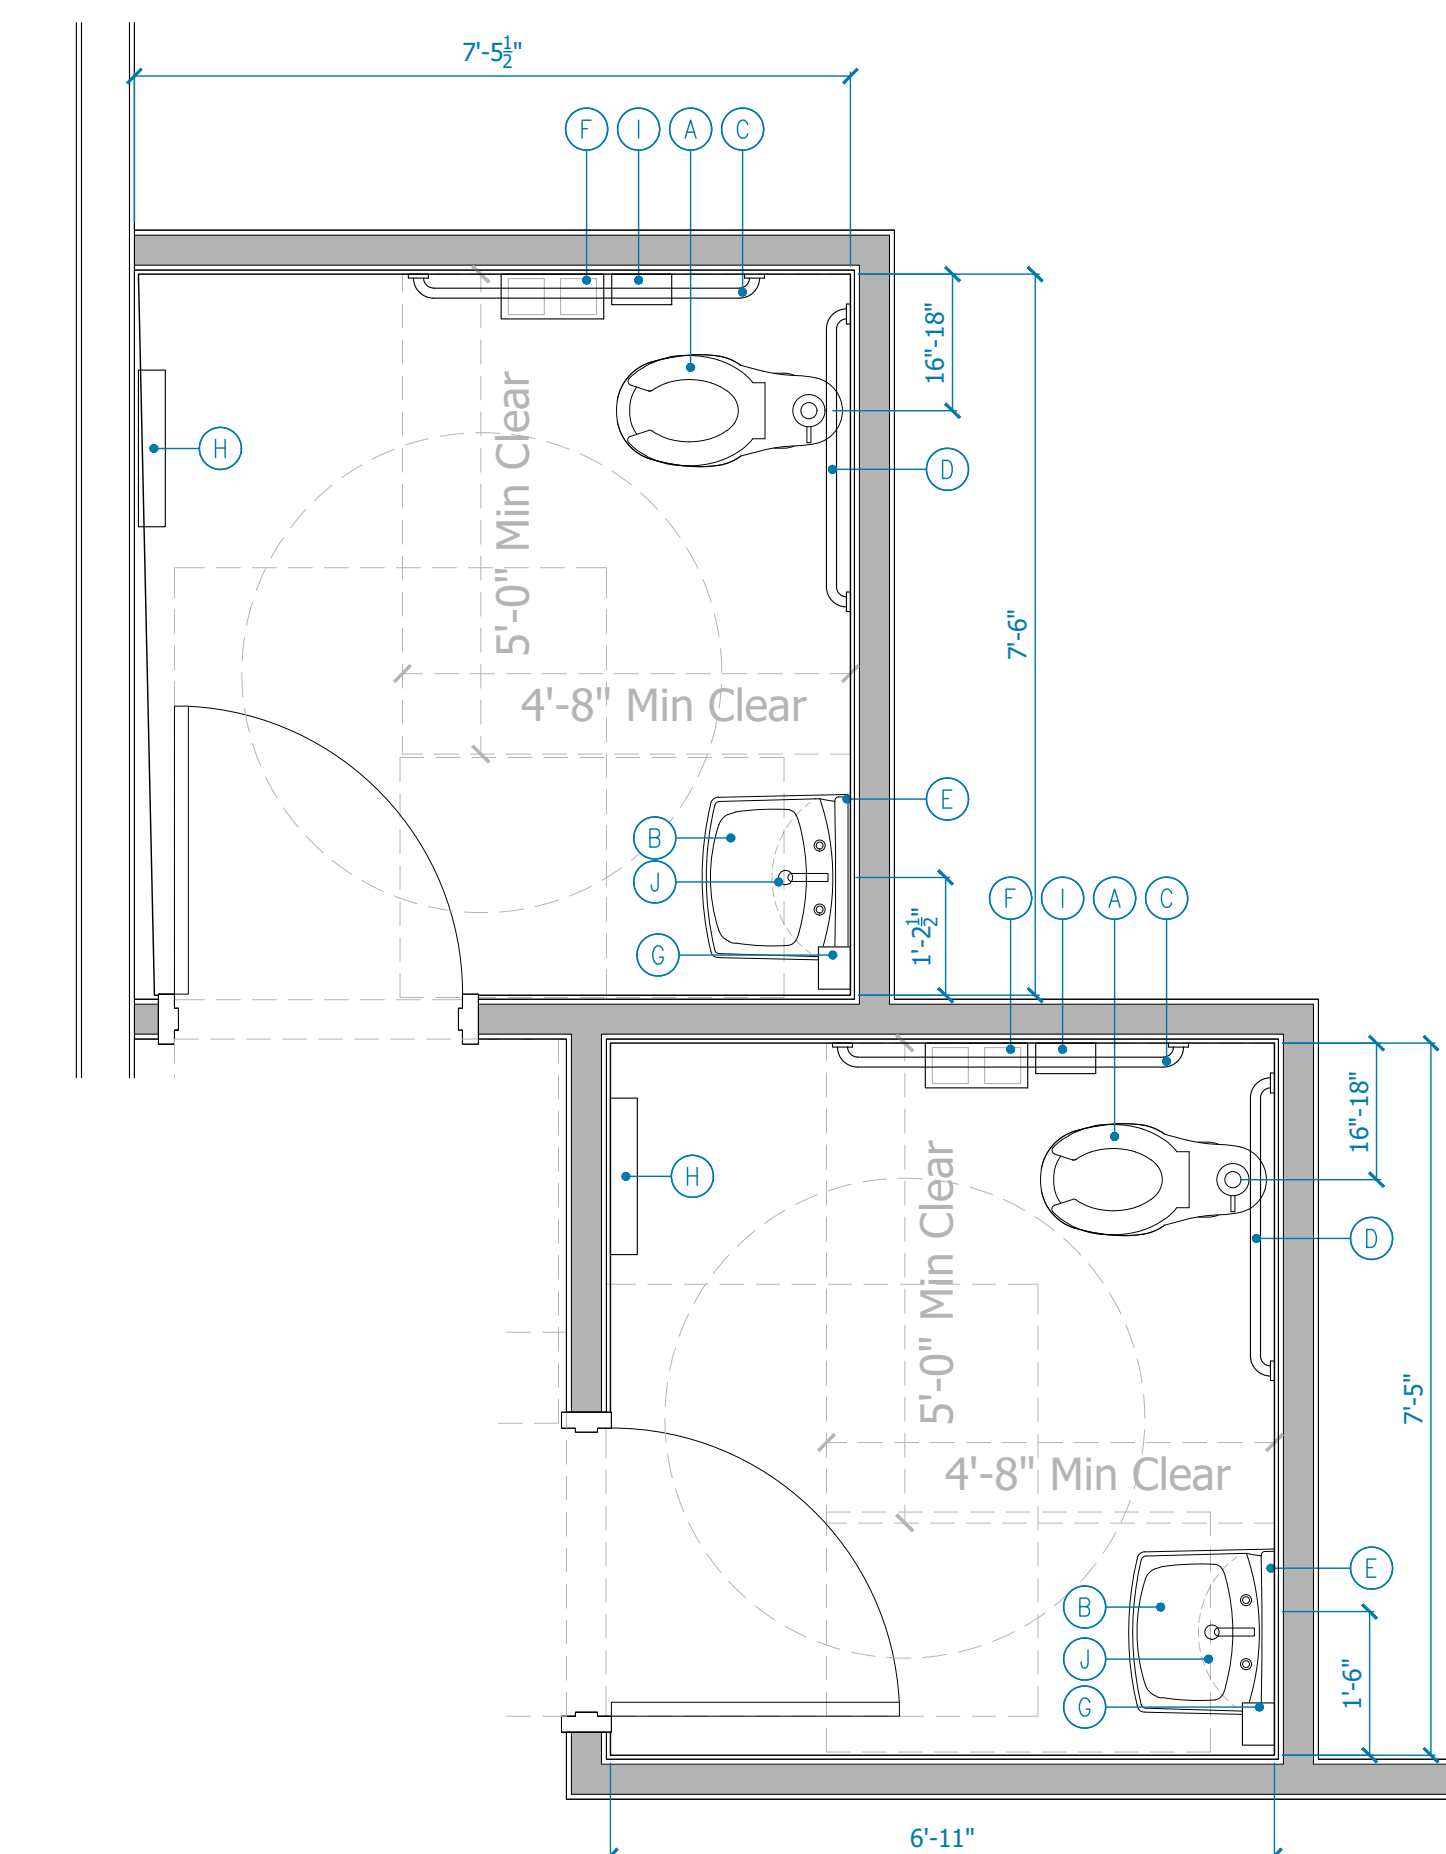 7'-5½"
F I A C
16"-18"
H
5'-0" Min Clear
D
7'-6"
4'-8" Min Clear
E
B
J
G
1'-2½"
F I A C
16"-18"
H
5'-0" Min Clear
D
7'-5"
4'-8" Min Clear
E
B
J
G
1'-6"
6'-11"